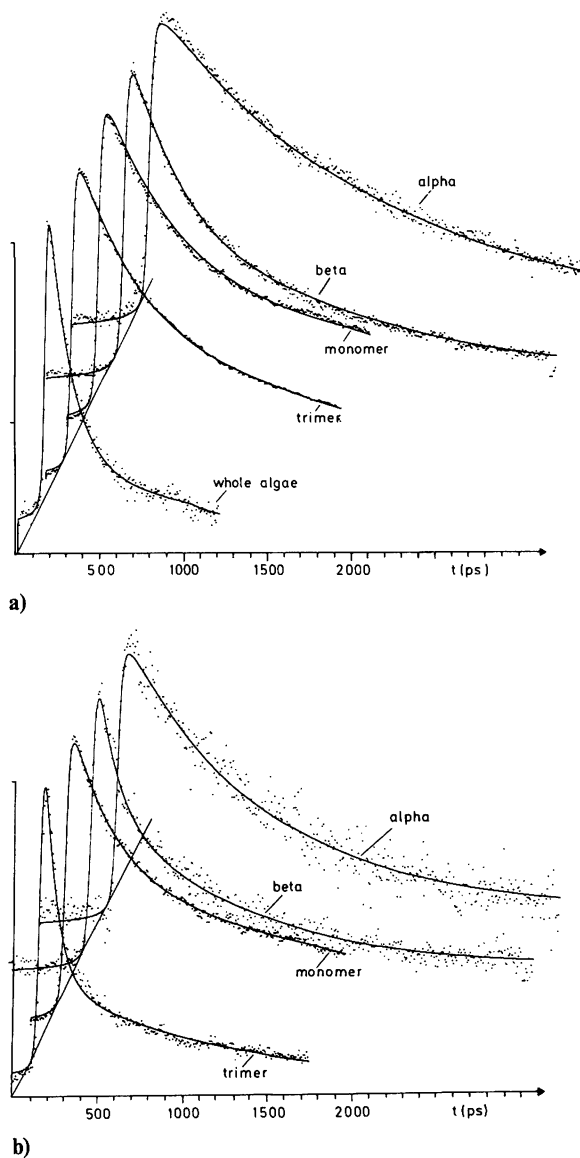 alpha
beta
monomer
trimer
whole algae
500 1000 1500 2000 t (ps)
a)
alpha
beta
monomer
trimer
500 1000 1500 2000 t (ps)
b)